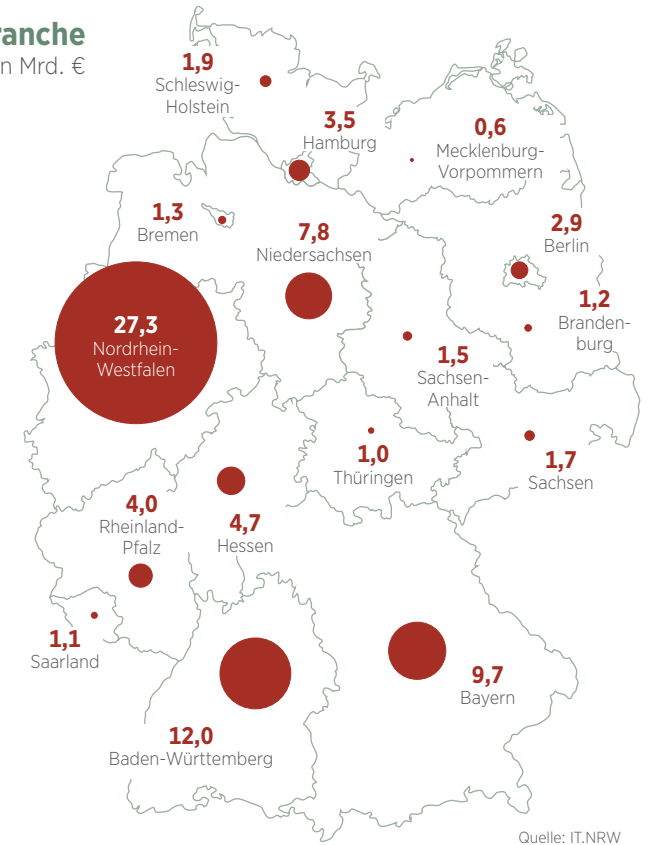 ranche
n Mrd. €
1,9
Schleswig-
Holstein
3,5
Hamburg
0,6
Mecklenburg-
Vorpommern
1,3
Bremen
7,8
Niedersachsen
2,9
Berlin
27,3
Nordrhein-
Westfalen
1,2
Branden-
burg
1,5
Sachsen-
Anhalt
1,0
Thüringen
1,7
Sachsen
4,0
Rheinland-
Pfalz
4,7
Hessen
1,1
Saarland
9,7
Bayern
12,0
Baden-Württemberg
Quelle: IT.NRW